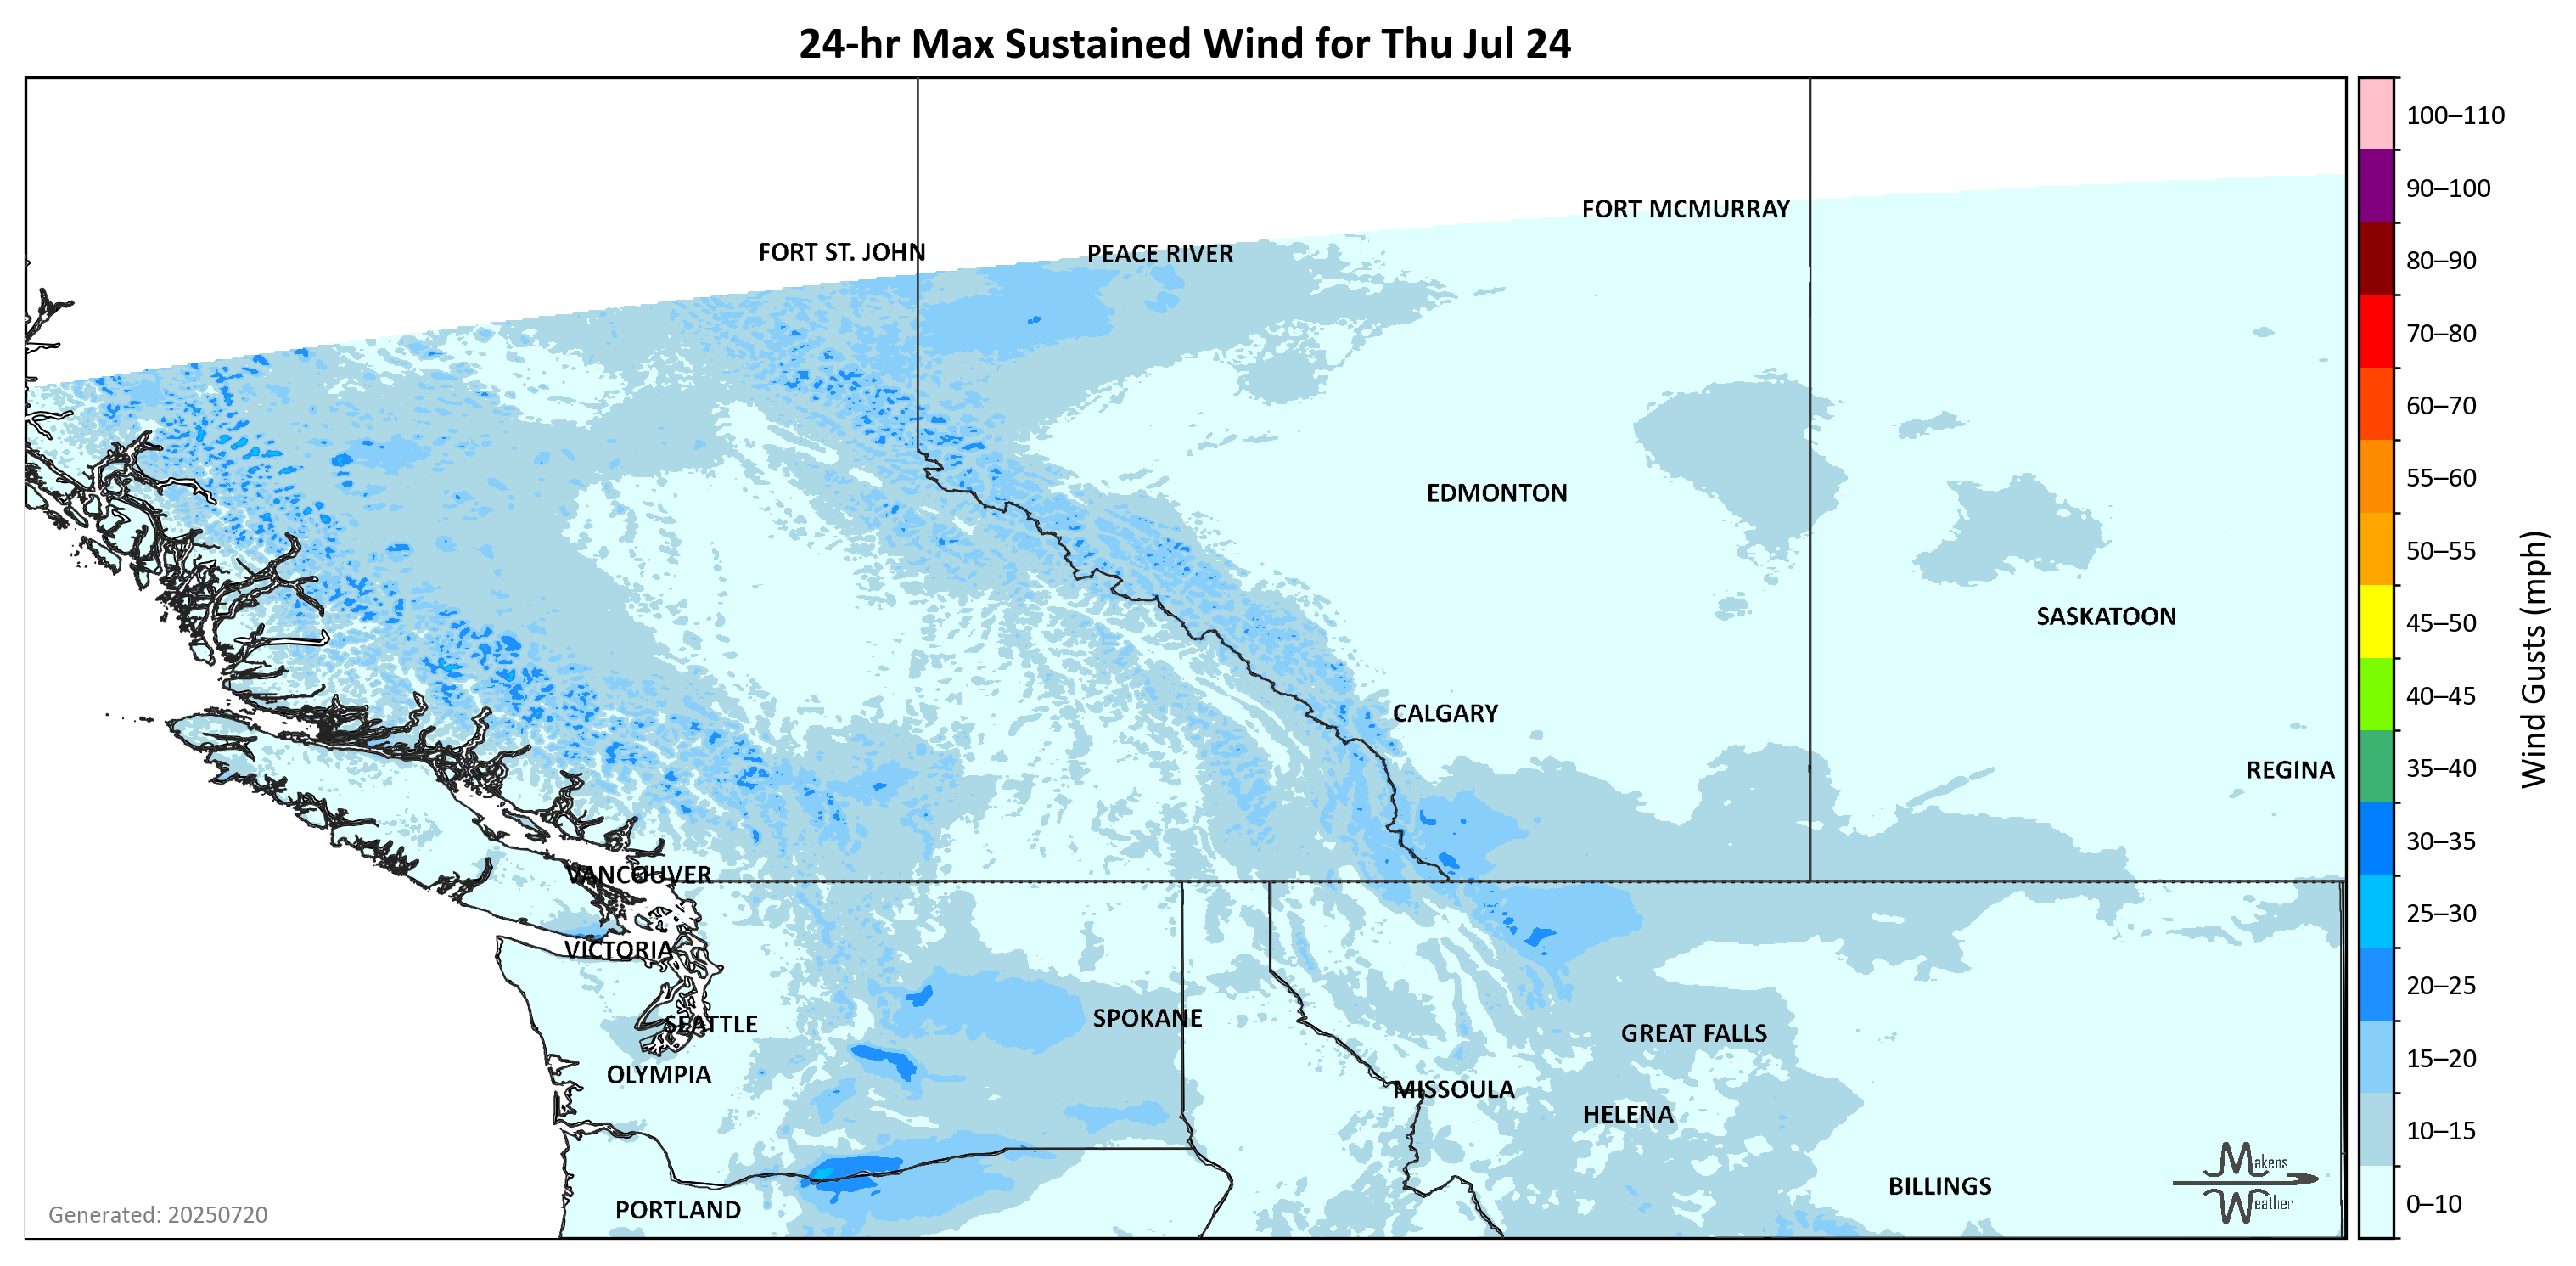 24-hr Max Sustained Wind for Thu Jul 24
100–110
90–100
80–90
70–80
60–70
55–60
50–55
45–50
40–45
35–40
30–35
25–30
20–25
15–20
10–15
0–10
Wind Gusts (mph)
FORT MCMURRAY
FORT ST. JOHN
PEACE RIVER
EDMONTON
SASKATOON
CALGARY
REGINA
VANCOUVER
VICTORIA
SPOKANE
SEATTLE
GREAT FALLS
OLYMPIA
MISSOULA
HELENA
BILLINGS
PORTLAND
Makens
Weather
Generated: 20250720